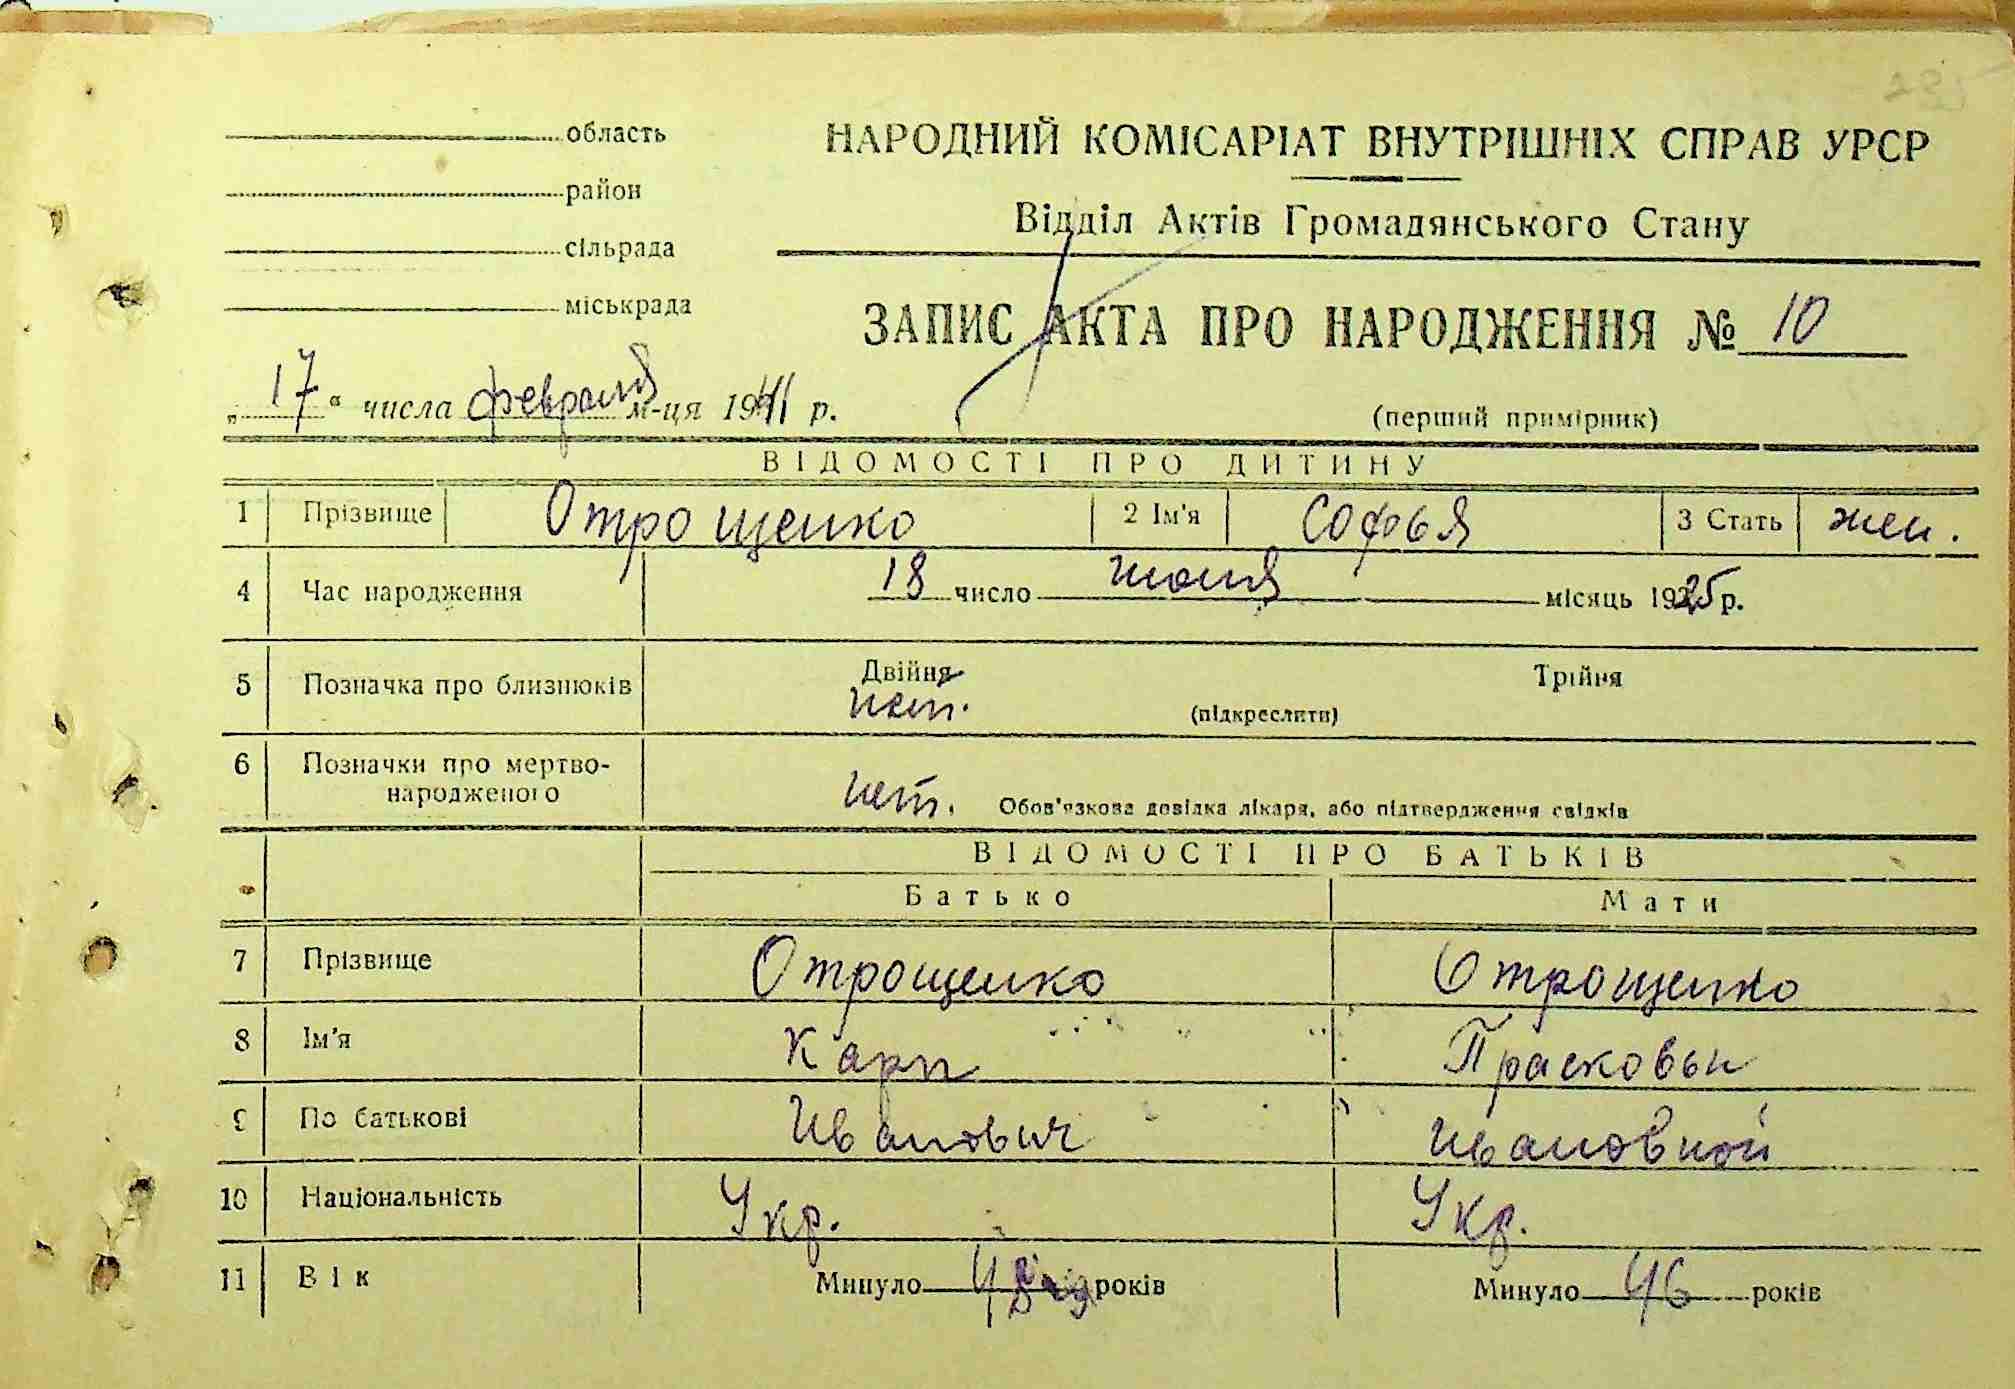 область
район
сільрада
міськрада
НАРОДНИЙ КОМІСАРІАТ ВНУТРІШНІХ СПРАВ УРСР
Відділ Актів Громадянського Стану
ЗАПИС АКТА ПРО НАРОДЖЕННЯ № 10
„17“ числа февраля м-ця 1941 р.
(перший примірник)
ВІДОМОСТІ ПРО ДИТИНУ
1 Прізвище Отрощенко 2 Ім'я Софья 3 Стать жен.
4 Час народження 18 число июля місяць 1925 р.
5 Позначка про близнюків Двійня Трійня
нет.
(підкреслити)
6 Позначки про мертво-
народженого нет. Обов'язкова довідка лікаря, або підтвердження свідків
ВІДОМОСТІ ПРО БАТЬКІВ
Батько Мати
7 Прізвище Отрощенко Отрощенко
8 Ім'я Карп Прасковьи
9 По батькові Иванович Ивановной
10 Національність Укр. Укр.
11 Вік Минуло років Минуло 46 років